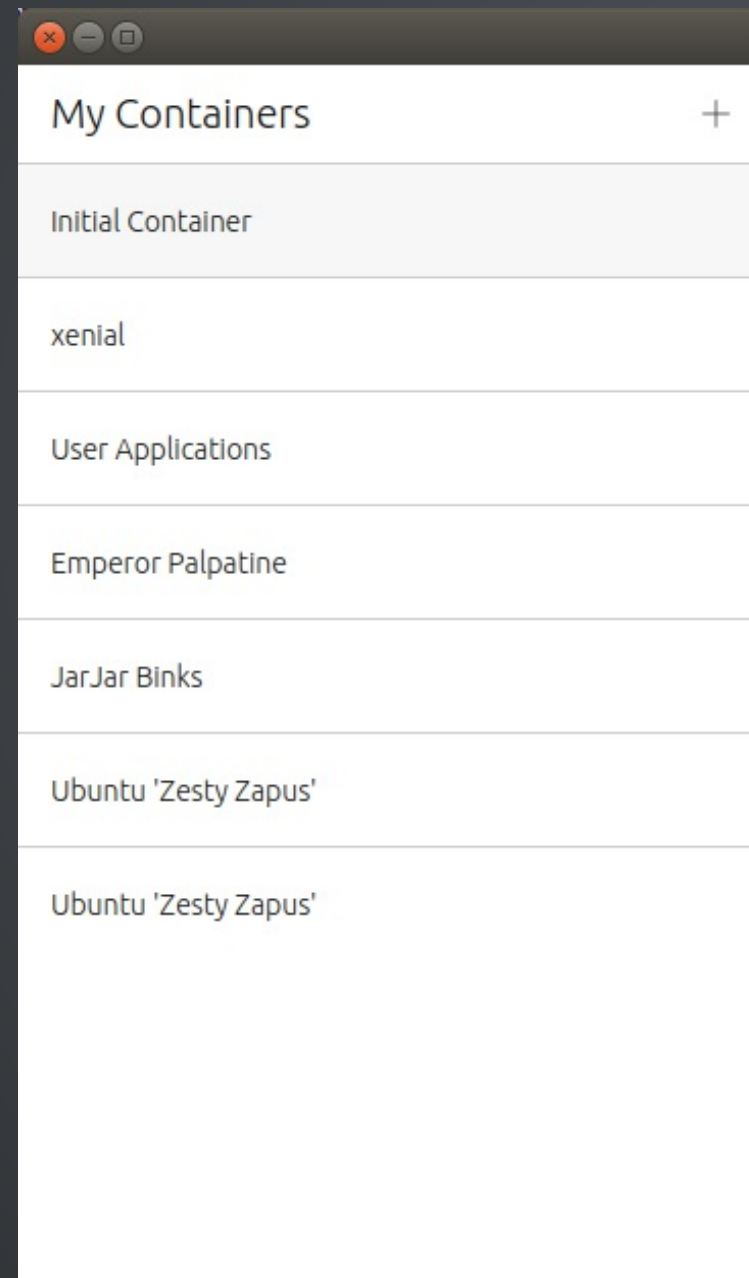 My Containers
Initial Container
xenial
User Applications
Emperor Palpatine
JarJar Binks
Ubuntu 'Zesty Zapus'
Ubuntu 'Zesty Zapus'